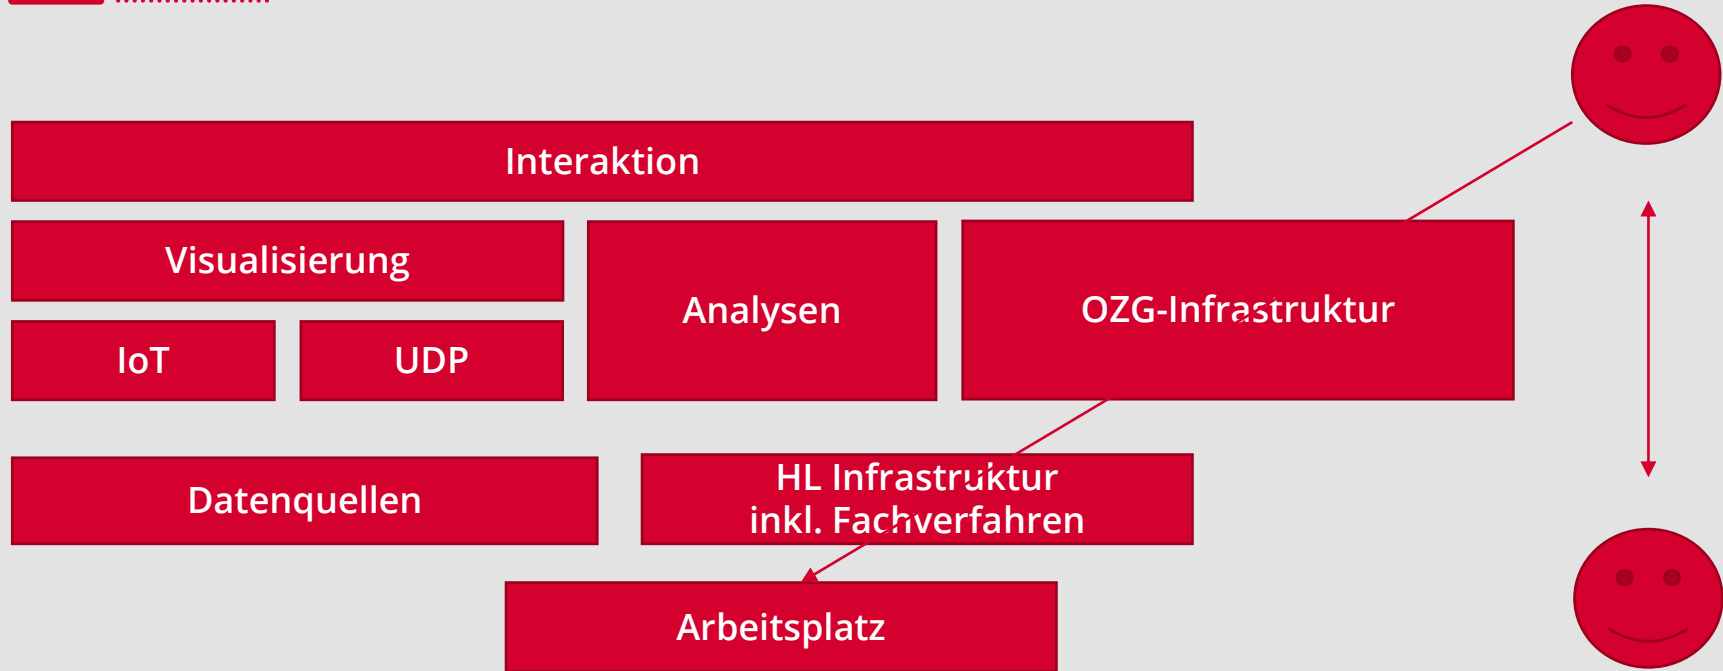 Interaktion
Visualisierung
Analysen
OZG-Infrastruktur
IoT
UDP
Datenquellen
HL Infrastruktur
inkl. Fachverfahren
Arbeitsplatz